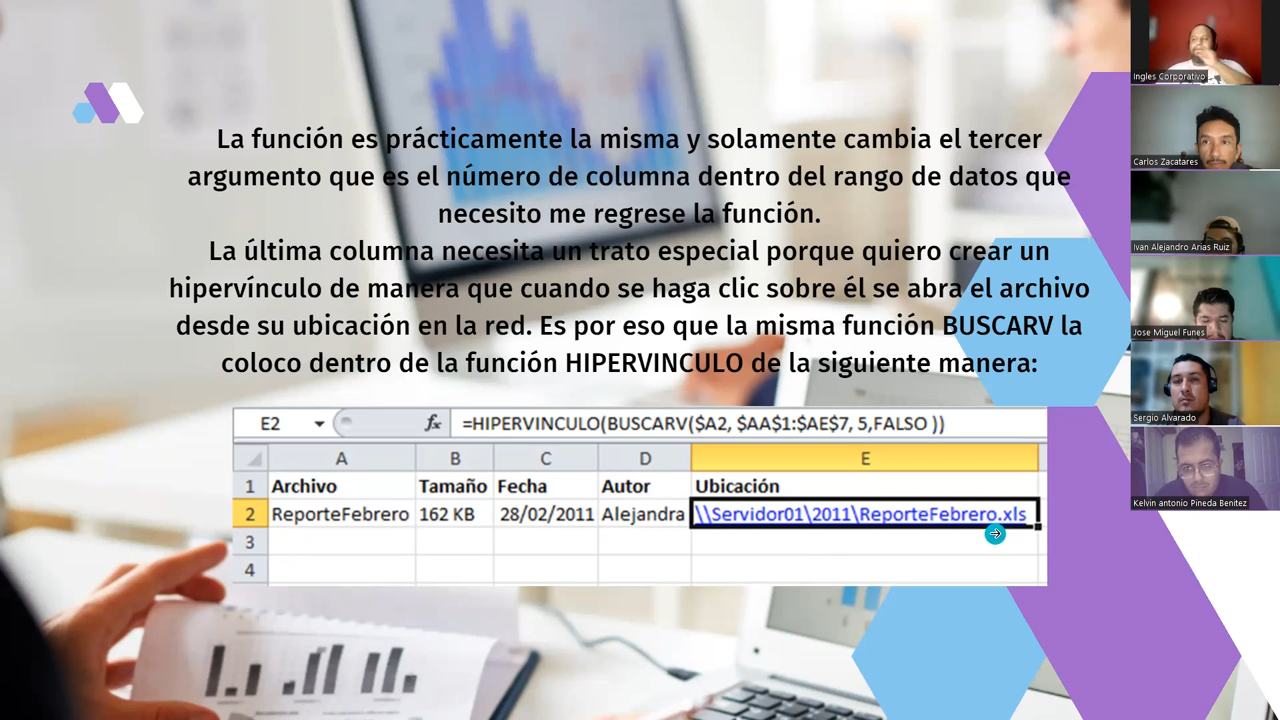 La función es prácticamente la misma y solamente cambia el tercer
argumento que es el número de columna dentro del rango de datos que
necesito me regrese la función.
La última columna necesita un trato especial porque quiero crear un
hipervínculo de manera que cuando se haga clic sobre él se abra el archivo
desde su ubicación en la red. Es por eso que la misma función BUSCARV la
coloco dentro de la función HIPERVINCULO de la siguiente manera:
E2 fx =HIPERVINCULO(BUSCARV($A2, $AA$1:$AE$7, 5,FALSO ))
A B C D E
1 Archivo Tamaño Fecha Autor Ubicación
2 ReporteFebrero 162 KB 28/02/2011 Alejandra \\Servidor01\2011\ReporteFebrero.xls
3
4
Ingles Corporativo
Carlos Zacatares
Ivan Alejandro Arias Ruiz
Jose Miguel Funes
Sergio Alvarado
Kelvin antonio Pineda Benitez